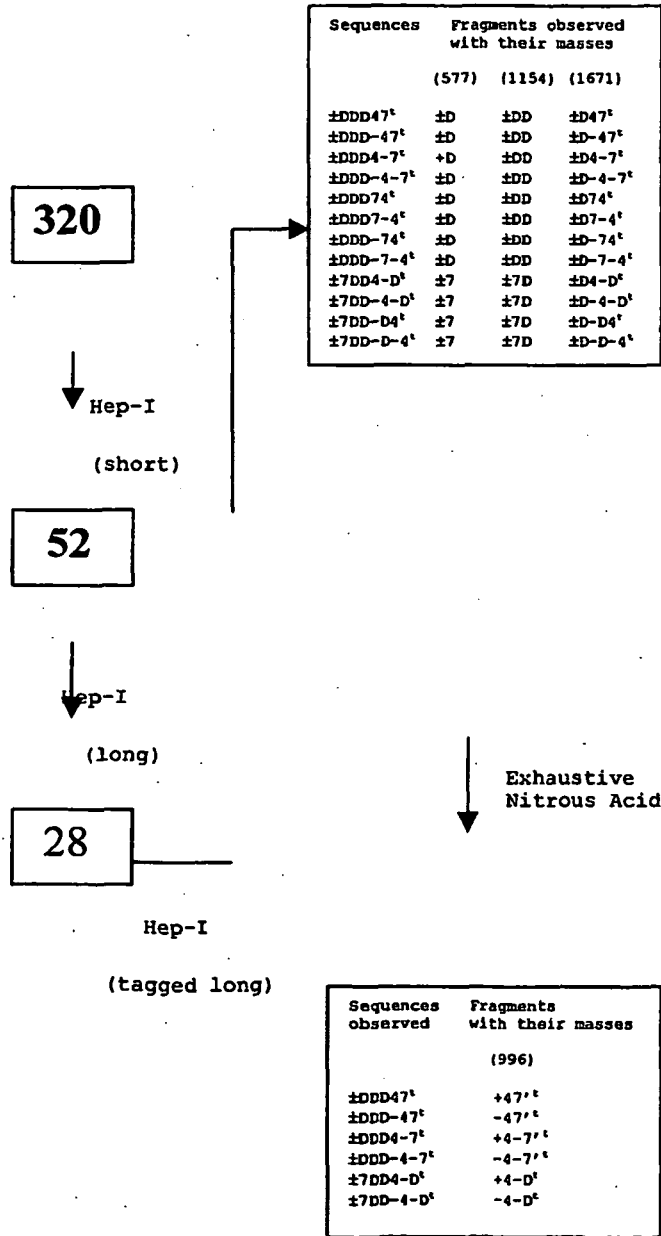 Sequences Fragments observed
with their masses
(577) (1154) (1671)
±DDD47ᵗ ±D ±DD ±D47ᵗ
±DDD-47ᵗ ±D ±DD ±D-47ᵗ
±DDD4-7ᵗ +D ±DD ±D4-7ᵗ
±DDD-4-7ᵗ ±D ±DD ±D-4-7ᵗ
±DDD74ᵗ ±D ±DD ±D74ᵗ
±DDD7-4ᵗ ±D ±DD ±D7-4ᵗ
±DDD-74ᵗ ±D ±DD ±D-74ᵗ
±DDD-7-4ᵗ ±D ±DD ±D-7-4ᵗ
±7DD4-Dᵗ ±7 ±7D ±D4-Dᵗ
±7DD-4-Dᵗ ±7 ±7D ±D-4-Dᵗ
±7DD-D4ᵗ ±7 ±7D ±D-D4ᵗ
±7DD-D-4ᵗ ±7 ±7D ±D-D-4ᵗ
320
Hep-I
(short)
52
Hep-I
(long)
Exhaustive
Nitrous Acid
28
Hep-I
(tagged long)
Sequences Fragments
observed with their masses
(996)
±DDD47ᵗ +47'ᵗ
±DDD-47ᵗ -47'ᵗ
±DDD4-7ᵗ +4-7'ᵗ
±DDD-4-7ᵗ -4-7'ᵗ
±7DD4-Dᵗ +4-Dᵗ
±7DD-4-Dᵗ -4-Dᵗ